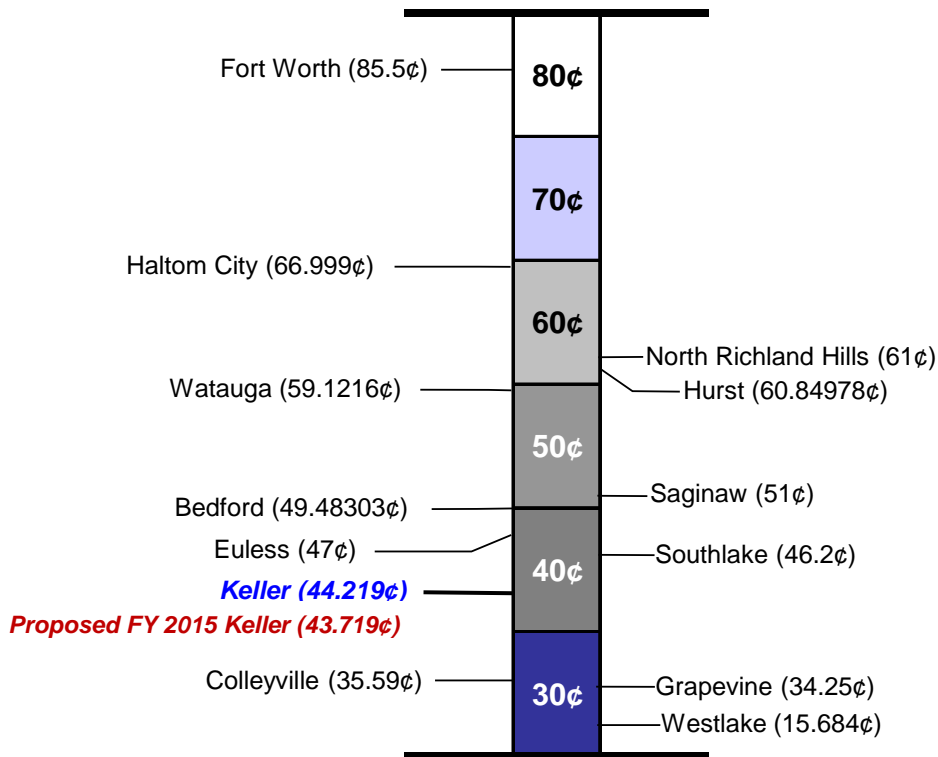 Fort Worth (85.5¢)
80¢
70¢
Haltom City (66.999¢)
60¢
North Richland Hills (61¢)
Watauga (59.1216¢)
Hurst (60.84978¢)
50¢
Saginaw (51¢)
Bedford (49.48303¢)
Euless (47¢)
Southlake (46.2¢)
40¢
Keller (44.219¢)
Proposed FY 2015 Keller (43.719¢)
Colleyville (35.59¢)
30¢
Grapevine (34.25¢)
Westlake (15.684¢)